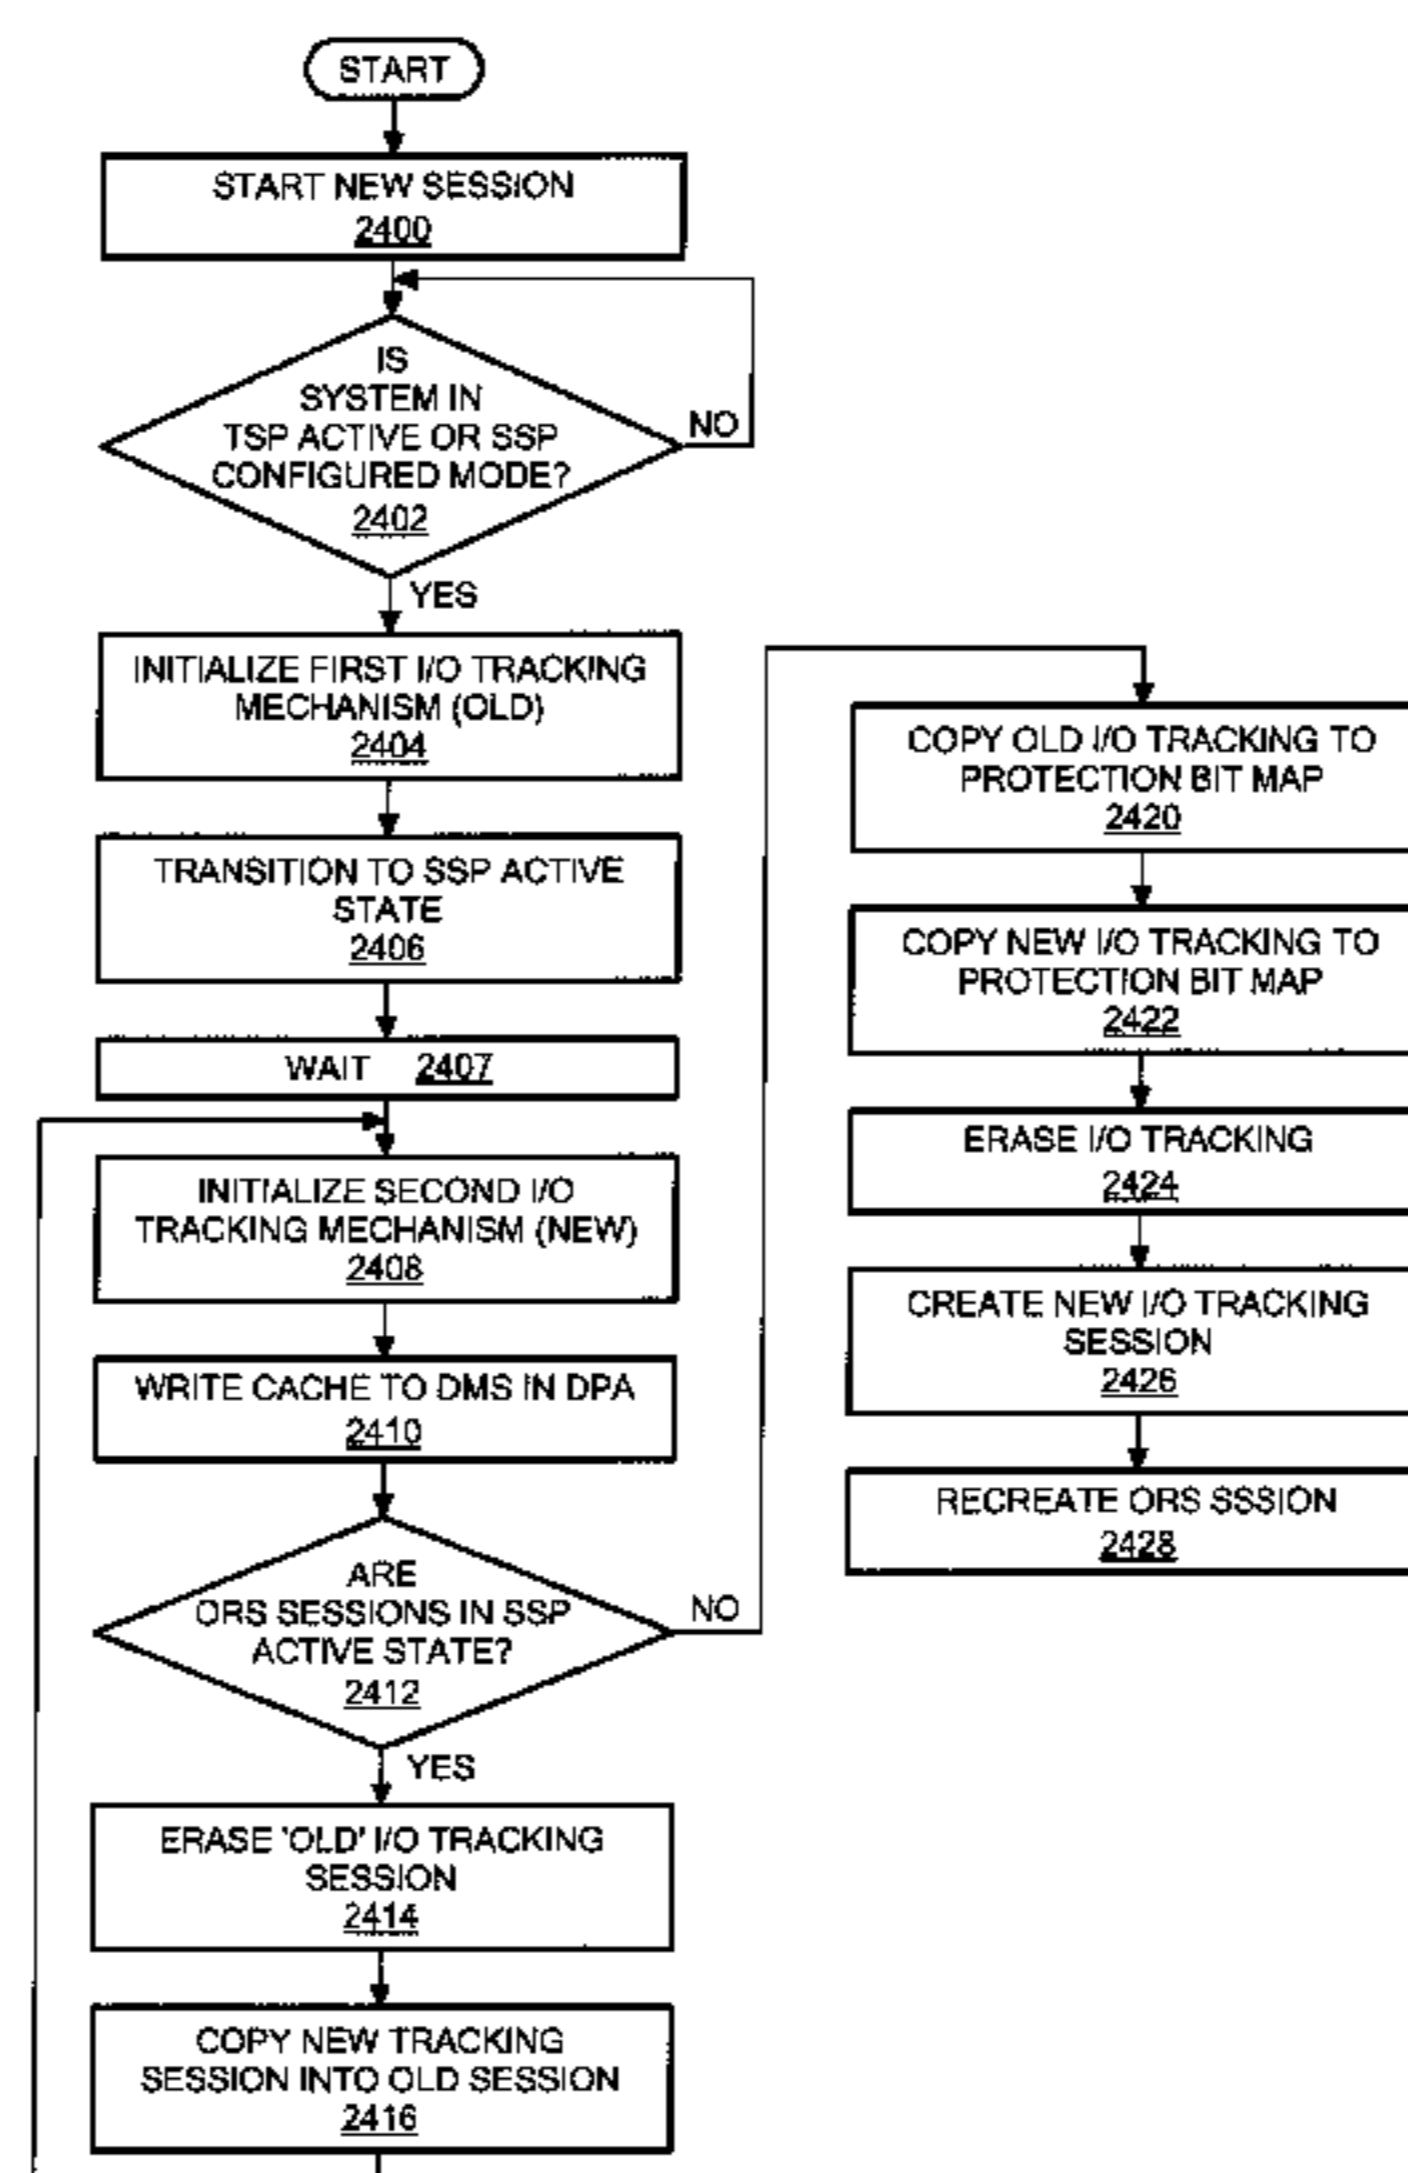 START
START NEW SESSION
2400
IS
SYSTEM IN
TSP ACTIVE OR SSP
CONFIGURED MODE?
2402
NO
YES
INITIALIZE FIRST I/O TRACKING
MECHANISM (OLD)
2404
TRANSITION TO SSP ACTIVE
STATE
2406
WAIT 2407
INITIALIZE SECOND I/O
TRACKING MECHANISM (NEW)
2408
WRITE CACHE TO DMS IN DPA
2410
ARE
ORS SESSIONS IN SSP
ACTIVE STATE?
2412
NO
YES
ERASE 'OLD' I/O TRACKING
SESSION
2414
COPY NEW TRACKING
SESSION INTO OLD SESSION
2416
COPY OLD I/O TRACKING TO
PROTECTION BIT MAP
2420
COPY NEW I/O TRACKING TO
PROTECTION BIT MAP
2422
ERASE I/O TRACKING
2424
CREATE NEW I/O TRACKING
SESSION
2426
RECREATE ORS SSSION
2428